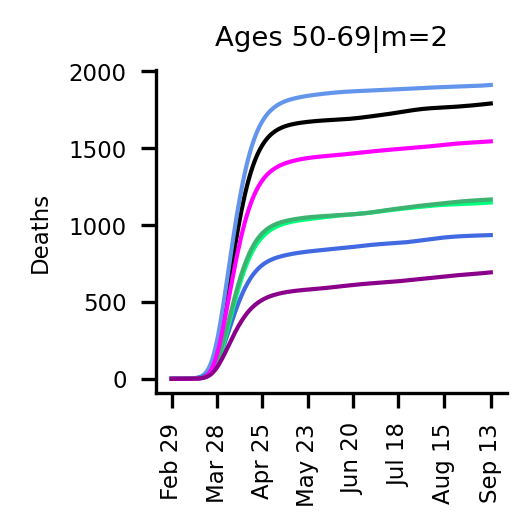 Ages 50-69|m=2
Deaths
2000
1500
1000
500
0
Feb 29
Mar 28
Apr 25
May 23
Jun 20
Jul 18
Aug 15
Sep 13